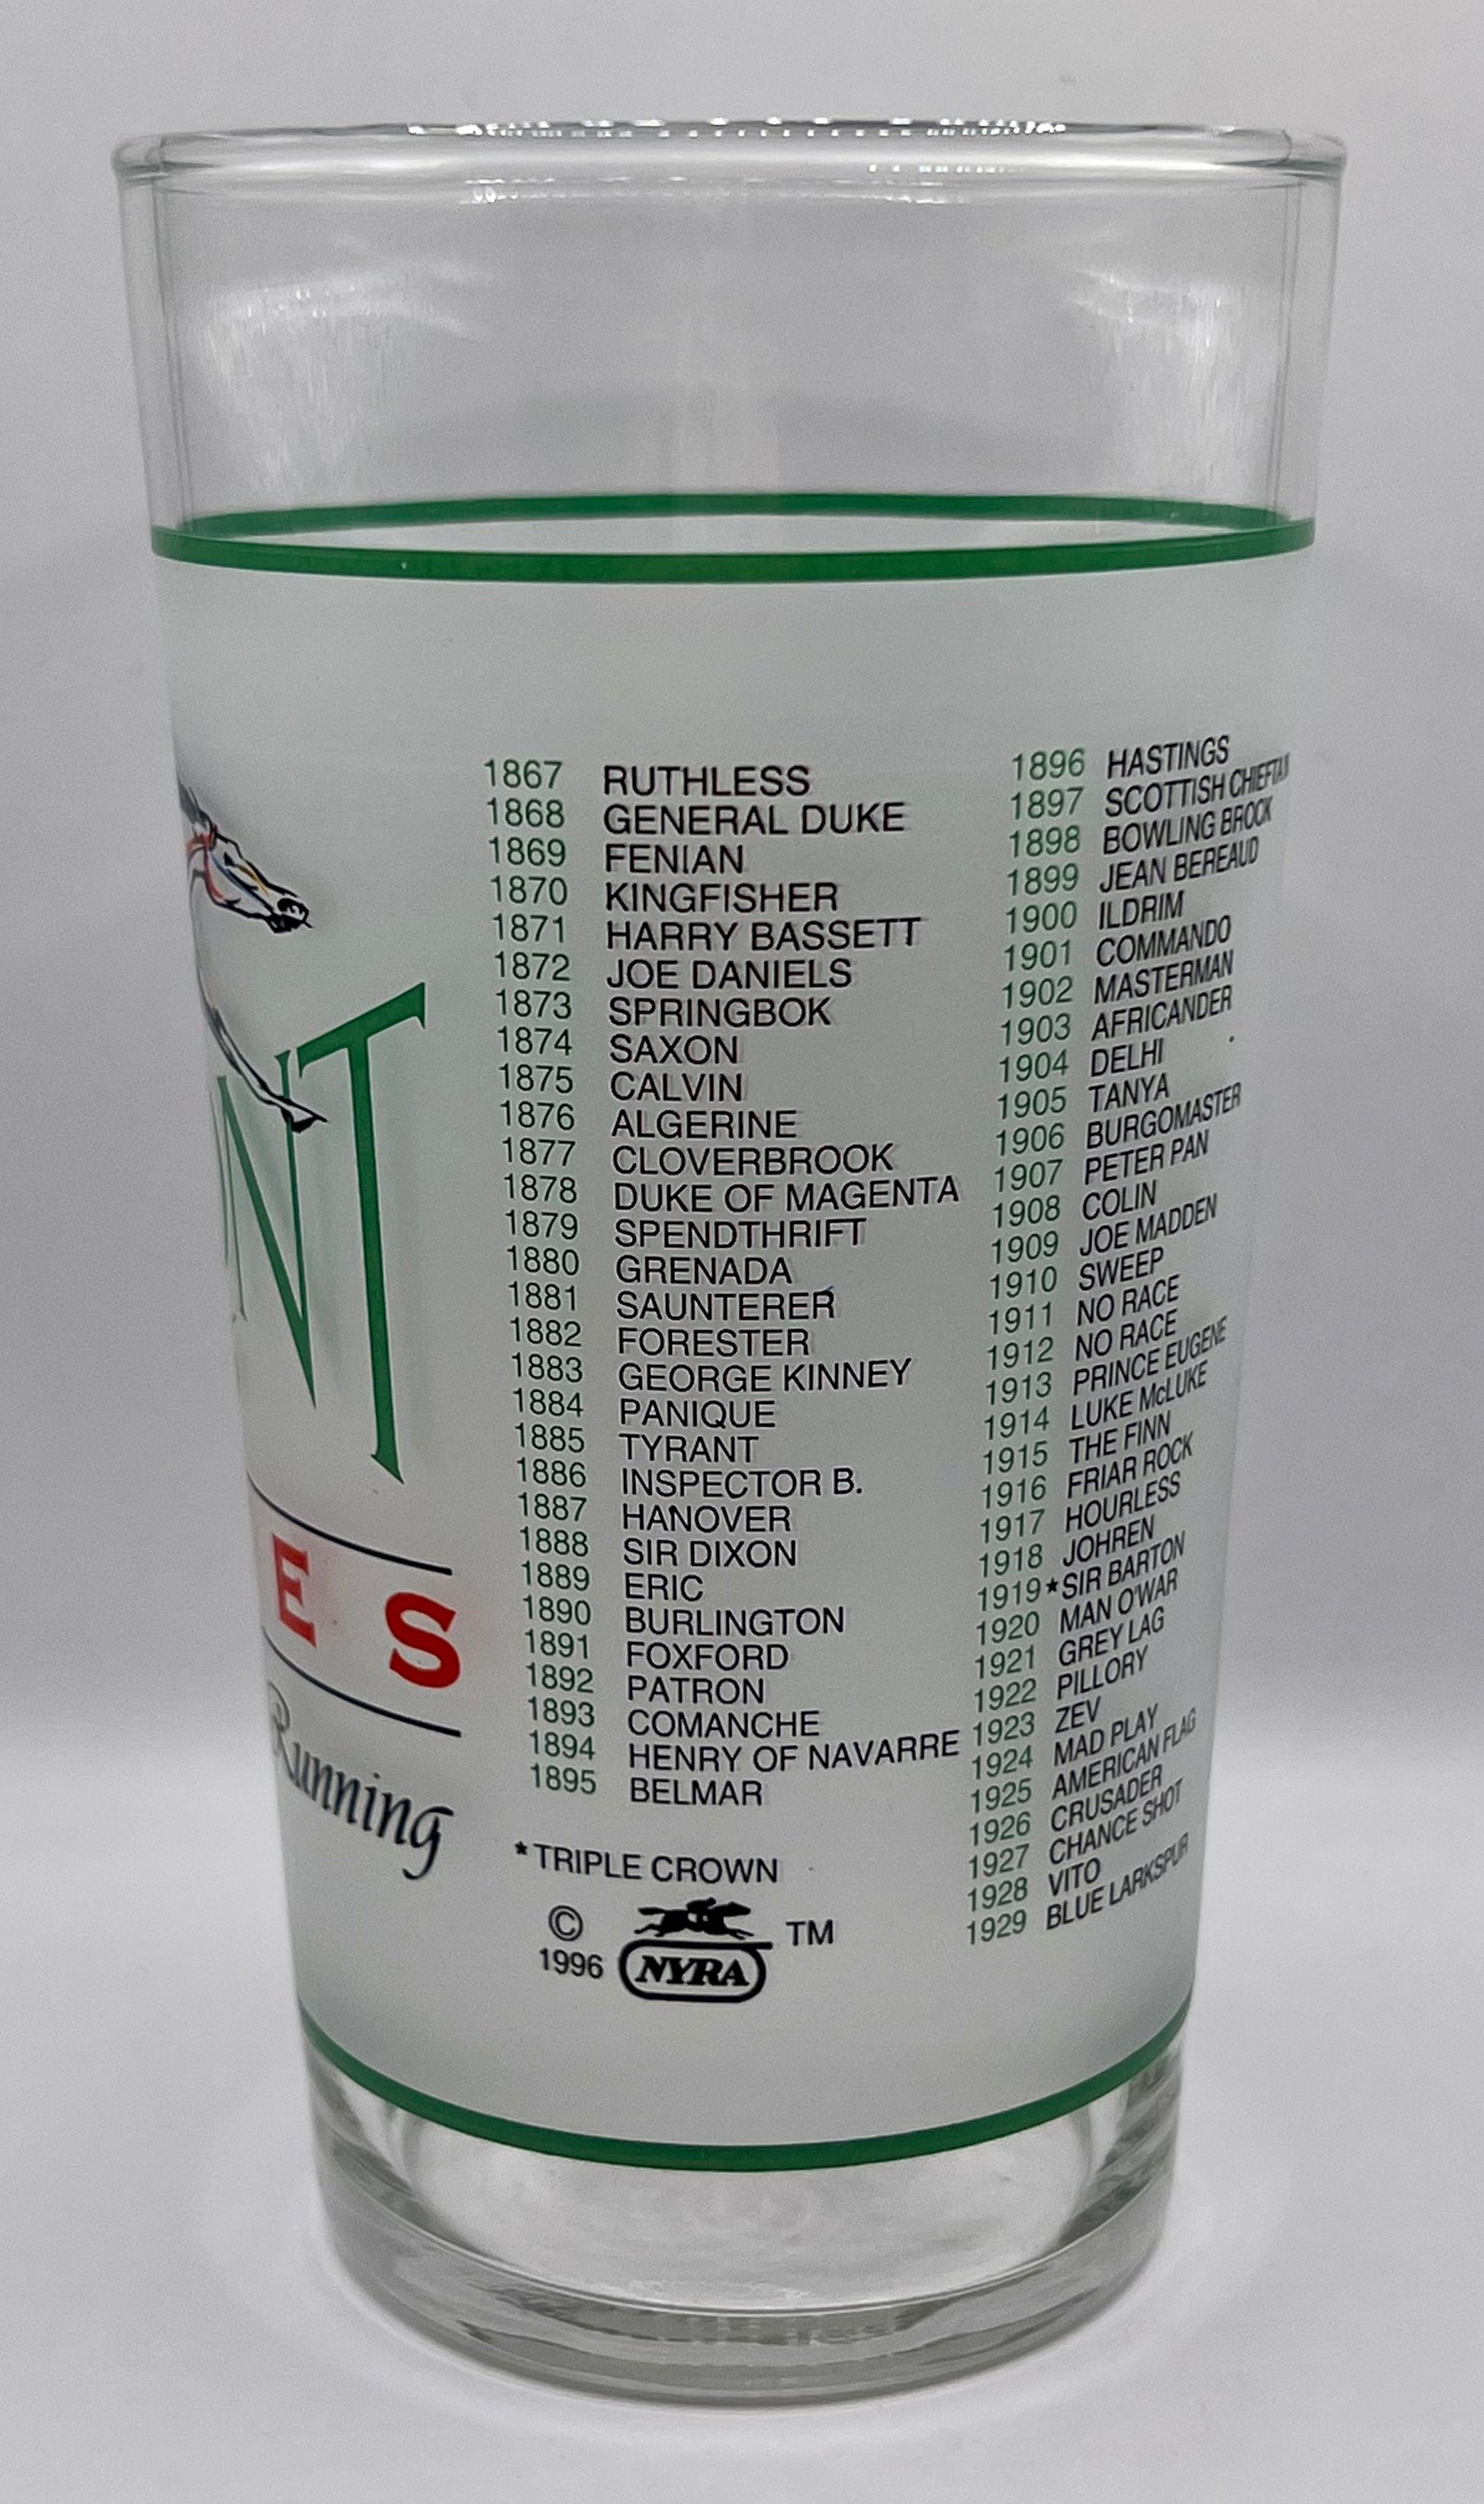 NT
E S
Running
1867 RUTHLESS
1868 GENERAL DUKE
1869 FENIAN
1870 KINGFISHER
1871 HARRY BASSETT
1872 JOE DANIELS
1873 SPRINGBOK
1874 SAXON
1875 CALVIN
1876 ALGERINE
1877 CLOVERBROOK
1878 DUKE OF MAGENTA
1879 SPENDTHRIFT
1880 GRENADA
1881 SAUNTERER
1882 FORESTER
1883 GEORGE KINNEY
1884 PANIQUE
1885 TYRANT
1886 INSPECTOR B.
1887 HANOVER
1888 SIR DIXON
1889 ERIC
1890 BURLINGTON
1891 FOXFORD
1892 PATRON
1893 COMANCHE
1894 HENRY OF NAVARRE
1895 BELMAR
*TRIPLE CROWN
© TM
1996 NYRA
1896 HASTINGS
1897 SCOTTISH CHIEFTAIN
1898 BOWLING BROOK
1899 JEAN BEREAUD
1900 ILDRIM
1901 COMMANDO
1902 MASTERMAN
1903 AFRICANDER
1904 DELHI
1905 TANYA
1906 BURGOMASTER
1907 PETER PAN
1908 COLIN
1909 JOE MADDEN
1910 SWEEP
1911 NO RACE
1912 NO RACE
1913 PRINCE EUGENE
1914 LUKE McLUKE
1915 THE FINN
1916 FRIAR ROCK
1917 HOURLESS
1918 JOHREN
1919*SIR BARTON
1920 MAN O'WAR
1921 GREY LAG
1922 PILLORY
1923 ZEV
1924 MAD PLAY
1925 AMERICAN FLAG
1926 CRUSADER
1927 CHANCE SHOT
1928 VITO
1929 BLUE LARKSPUR